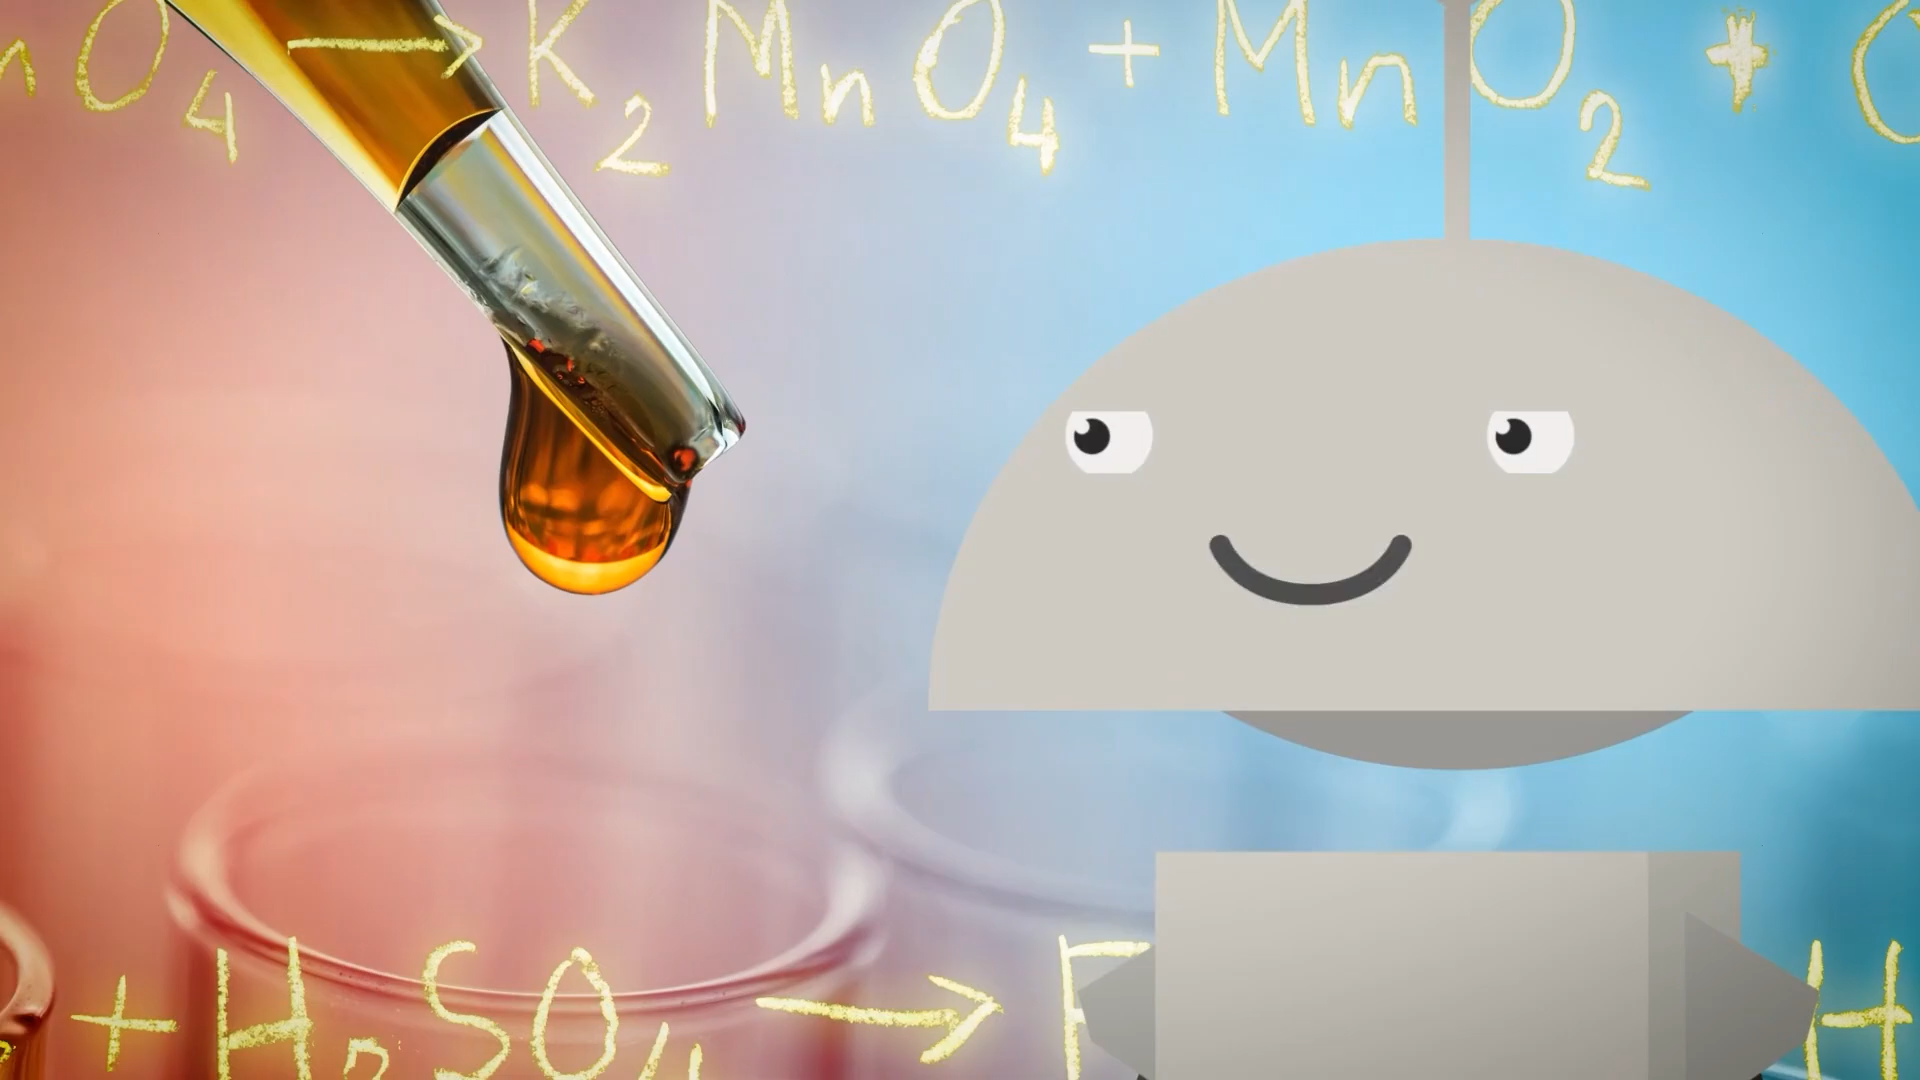 nO₄ → K₂MnO₄ + MnO₂ +
+ H₂SO₄ → F H